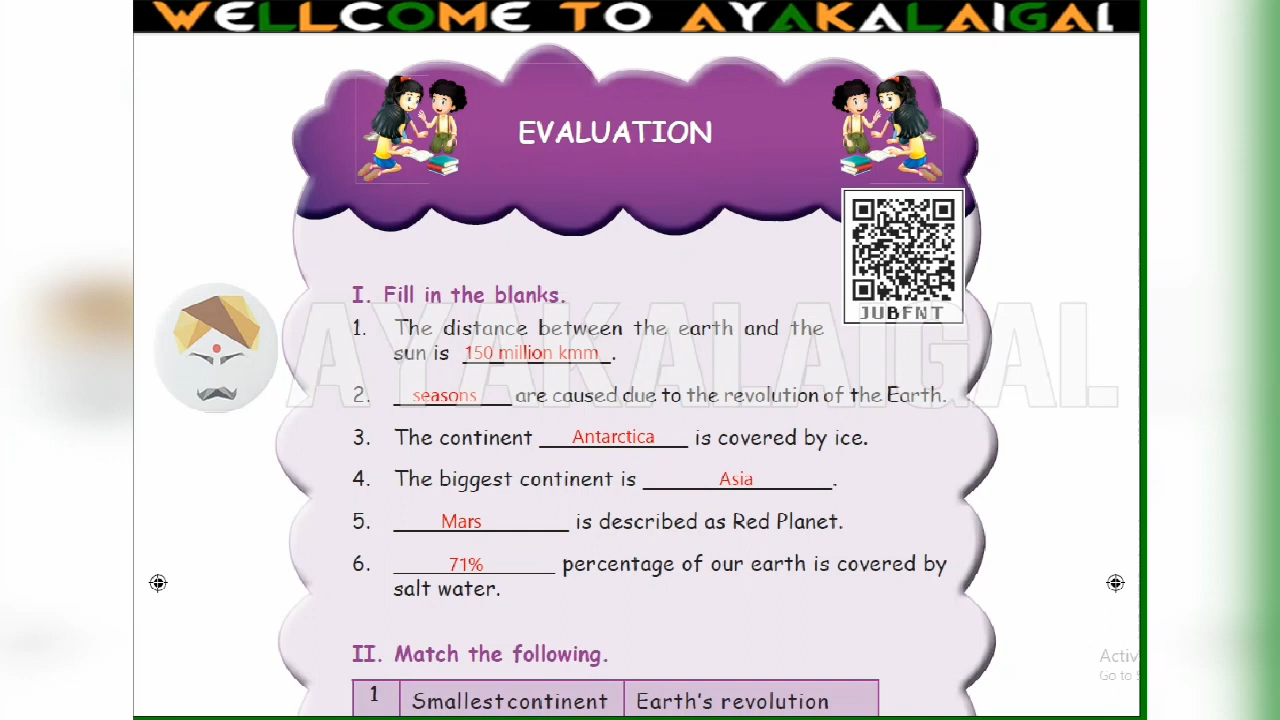 WELLCOME TO AYAKALAIGAL
EVALUATION
JUBFNT
I. Fill in the blanks.
1. The distance between the earth and the
sun is 150 million kmm.
2. seasons are caused due to the revolution of the Earth.
3. The continent Antarctica is covered by ice.
4. The biggest continent is Asia.
5. Mars is described as Red Planet.
6. 71% percentage of our earth is covered by
salt water.
AYAKALAIGAL
II. Match the following.
1 Smallest continent Earth's revolution
Activ
Go to